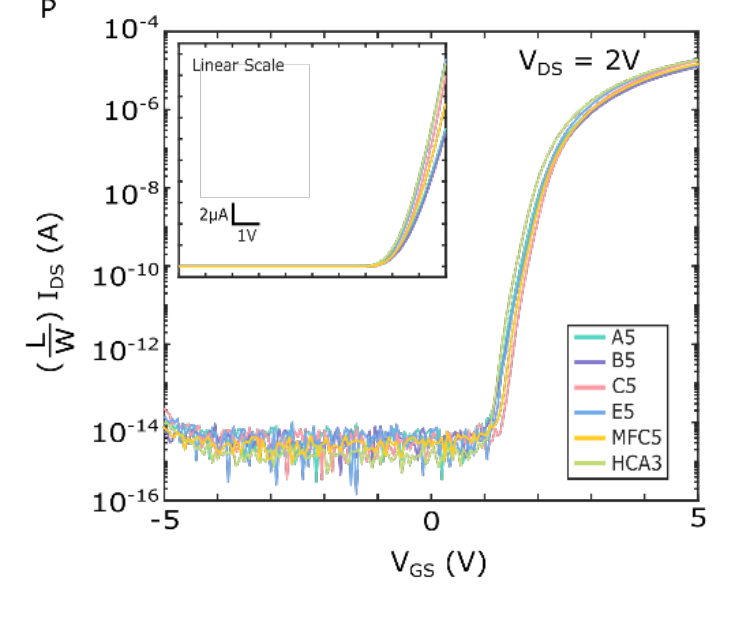 P
10^-4
10^-6
10^-8
10^-10
10^-12
10^-14
10^-16
(L/W) I_DS (A)
Linear Scale
2μA
1V
V_DS = 2V
A5
B5
C5
E5
MFC5
HCA3
-5
0
5
V_GS (V)